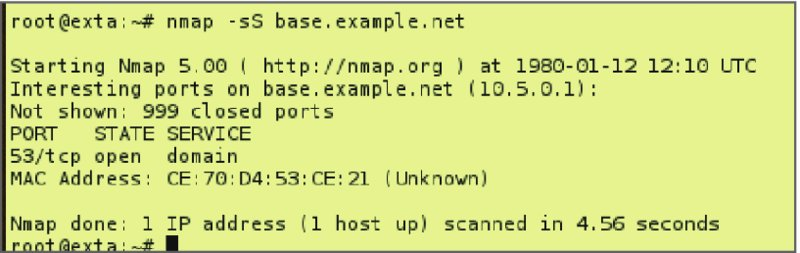 root@exta:~# nmap -sS base.example.net
Starting Nmap 5.00 ( http://nmap.org ) at 1980-01-12 12:10 UTC
Interesting ports on base.example.net (10.5.0.1):
Not shown: 999 closed ports
PORT   STATE SERVICE
53/tcp open  domain
MAC Address: CE:70:D4:53:CE:21 (Unknown)
Nmap done: 1 IP address (1 host up) scanned in 4.56 seconds
root@exta:~#